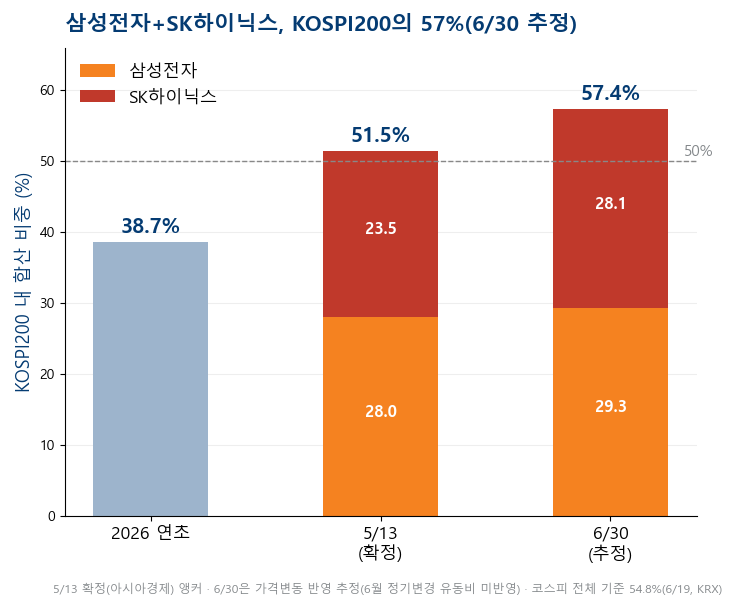 삼성전자+SK하이닉스, KOSPI200의 57%(6/30 추정)
삼성전자
SK하이닉스
KOSPI200 내 합산 비중 (%)
60
50
40
30
20
10
0
38.7%
51.5%
57.4%
50%
23.5
28.1
28.0
29.3
2026 연초
5/13
(확정)
6/30
(추정)
5/13 확정(아시아경제) 앵커 · 6/30은 가격변동 반영 추정(6월 정기변경 유동비 미반영) · 코스피 전체 기준 54.8%(6/19, KRX)